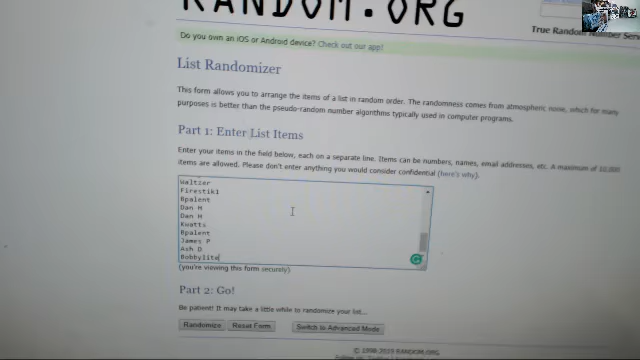 RANDOM.ORG
True Random Number Serv
Do you own an iOS or Android device? Check out our app!
List Randomizer
This form allows you to arrange the items of a list in random order. The randomness comes from atmospheric noise, which for many
purposes is better than the pseudo-random number algorithms typically used in computer programs.
Part 1: Enter List Items
Enter your items in the field below, each on a separate line. Items can be numbers, names, email addresses, etc. A maximum of 10,000
items are allowed. Please don't enter anything you would consider confidential (here's why).
Waltzer
Firestik1
Bpalent
Dan M
Dan M
Kwatts
Bpalent
James P
Ash D
Bobbylite
(you're viewing this form securely)
Part 2: Go!
Be patient! It may take a little while to randomize your list...
Randomize Reset Form Switch to Advanced Mode
© 1998-2019 RANDOM.ORG